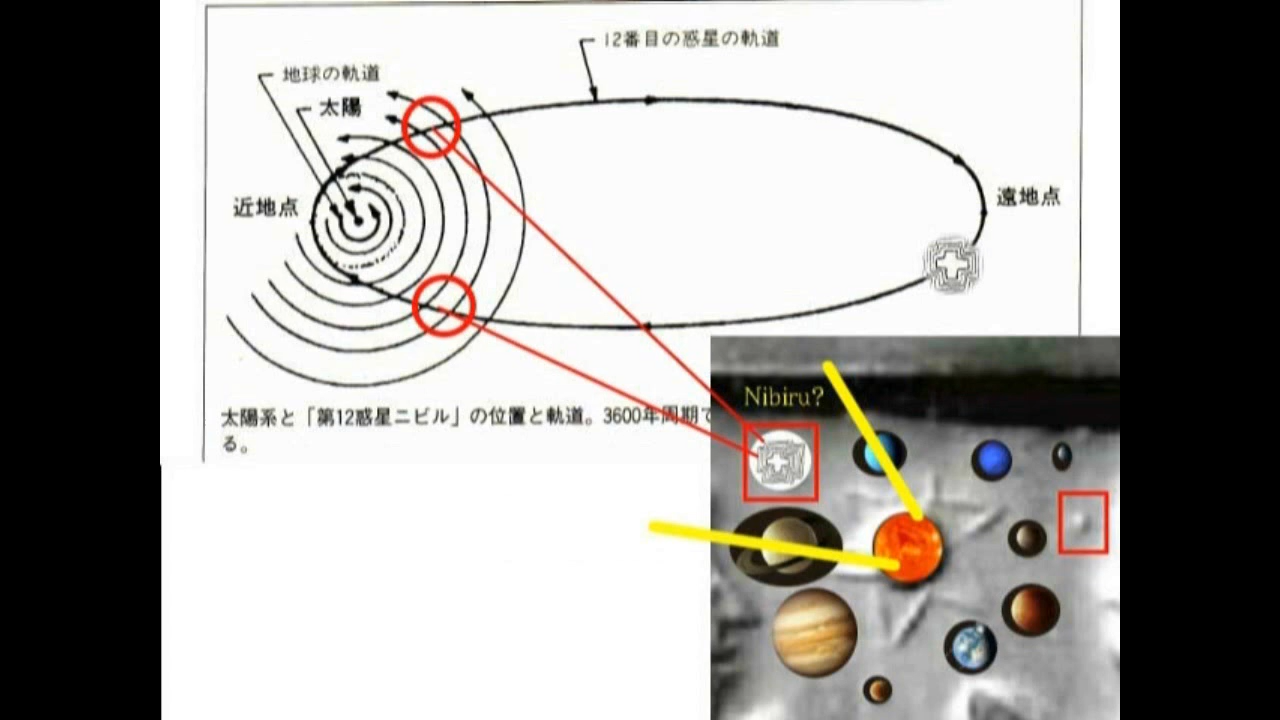 12番目の惑星の軌道
地球の軌道
太陽
近地点
遠地点
太陽系と「第12惑星ニビル」の位置と軌道。3600年周期で
る。
Nibiru?